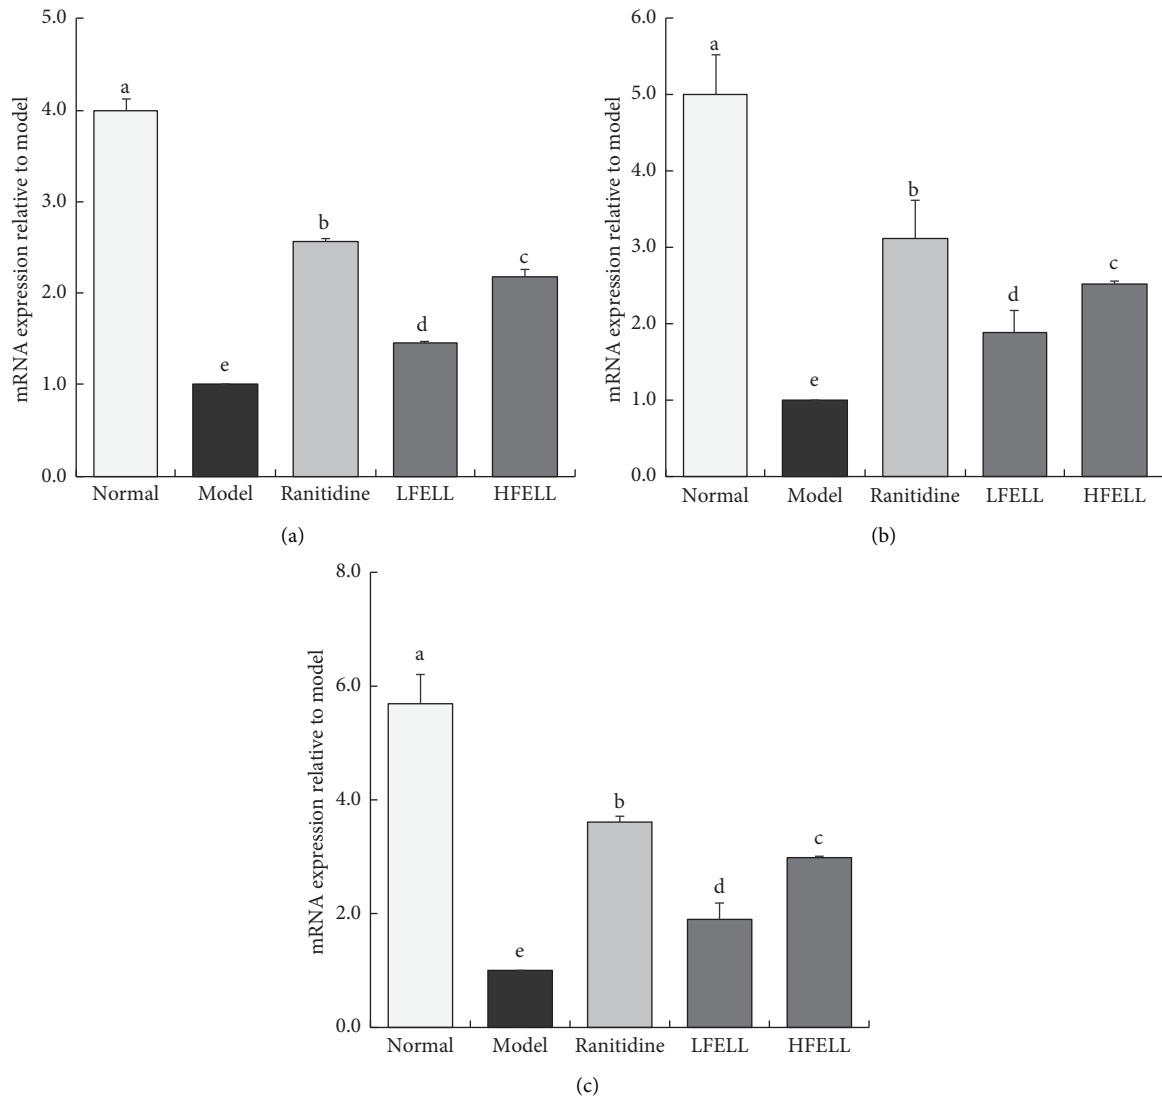 mRNA expression relative to model
5.0
4.0
3.0
2.0
1.0
0.0
a
e
b
d
c
Normal Model Ranitidine LFELL HFELL
(a)
mRNA expression relative to model
6.0
5.0
4.0
3.0
2.0
1.0
0.0
a
e
b
d
c
Normal Model Ranitidine LFELL HFELL
(b)
mRNA expression relative to model
8.0
6.0
4.0
2.0
0.0
a
e
b
d
c
Normal Model Ranitidine LFELL HFELL
(c)